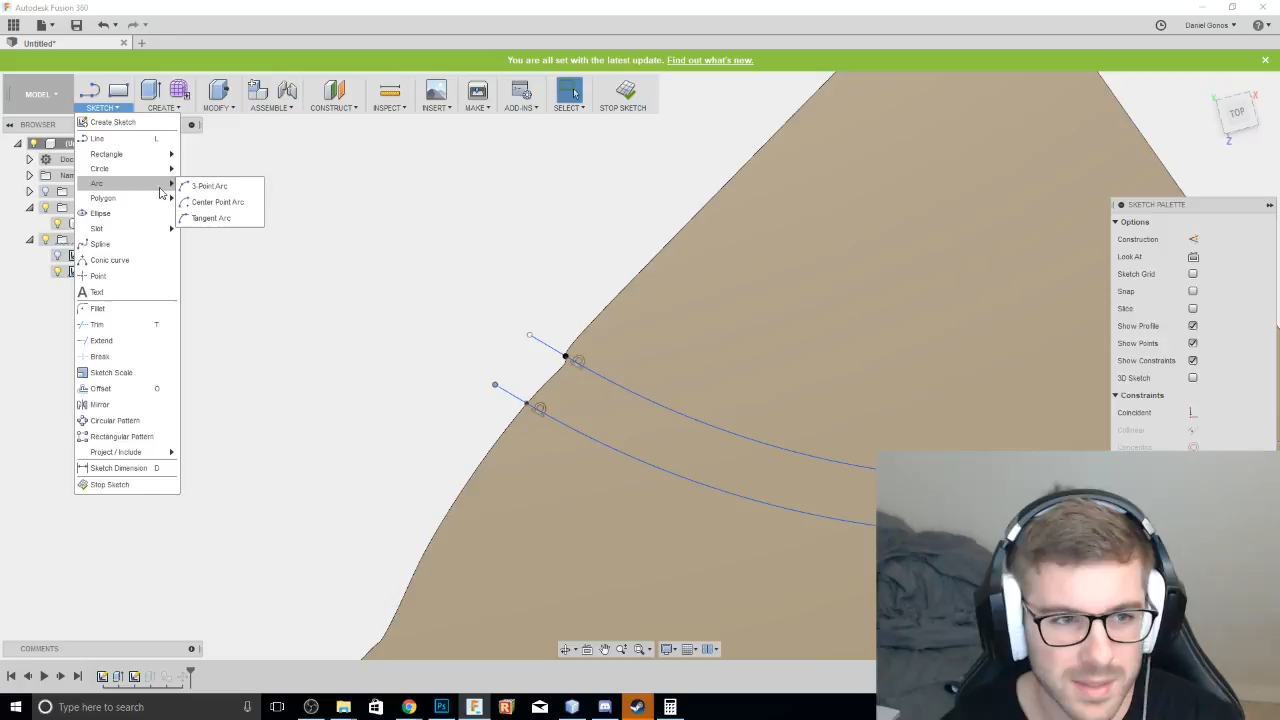 Autodesk Fusion 360
Daniel Gonos
Untitled*
You are all set with the latest update. Find out what's new.
MODEL
SKETCH
CREATE
MODIFY
ASSEMBLE
CONSTRUCT
INSPECT
INSERT
MAKE
ADD-INS
SELECT
STOP SKETCH
BROWSER
TOP
X
Y
Z
Create Sketch
Line L
Rectangle
Circle
Arc
Polygon
Ellipse
Slot
Spline
Conic curve
Point
Text
Fillet
Trim T
Extend
Break
Sketch Scale
Offset O
Mirror
Circular Pattern
Rectangular Pattern
Project / Include
Sketch Dimension D
Stop Sketch
3-Point Arc
Center Point Arc
Tangent Arc
(U
Doc
Nam
SKETCH PALETTE
Options
Construction
Look At
Sketch Grid
Snap
Slice
Show Profile
Show Points
Show Constraints
3D Sketch
Constraints
Coincident
Collinear
Concentric
COMMENTS
Type here to search